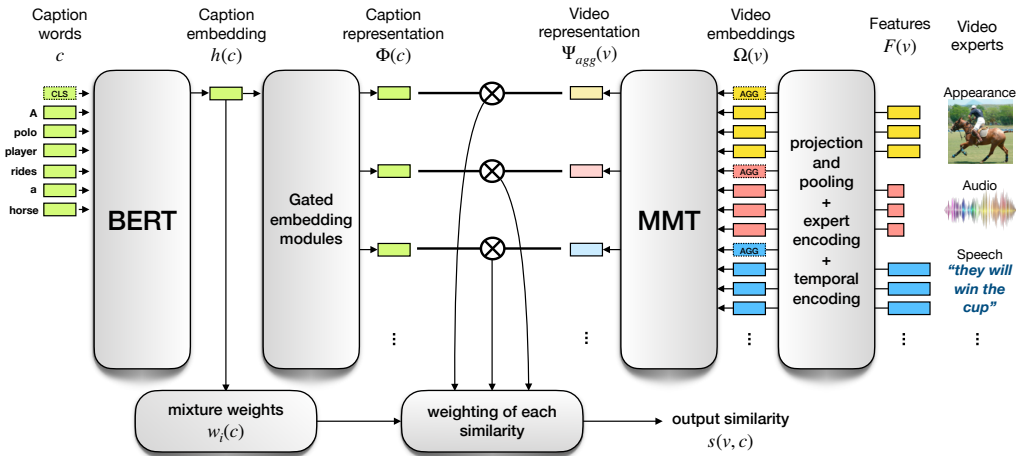 Caption
words
c
Caption
embedding
h(c)
Caption
representation
Φ(c)
Video
representation
Ψagg(v)
Video
embeddings
Ω(v)
Features
F(v)
Video
experts
CLS
A
polo
player
rides
a
horse
BERT
Gated
embedding
modules
⋮
⋮
MMT
AGG
AGG
AGG
⋮
projection
and
pooling
+
expert
encoding
+
temporal
encoding
⋮
Appearance
Audio
Speech
“they will
win the
cup”
⋮
mixture weights
wi(c)
weighting of each
similarity
output similarity
s(v, c)